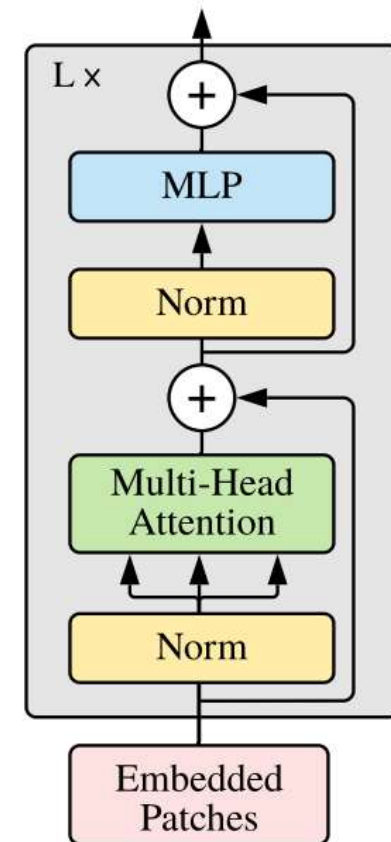 L ×
+
MLP
Norm
+
Multi-Head
Attention
Norm
Embedded
Patches